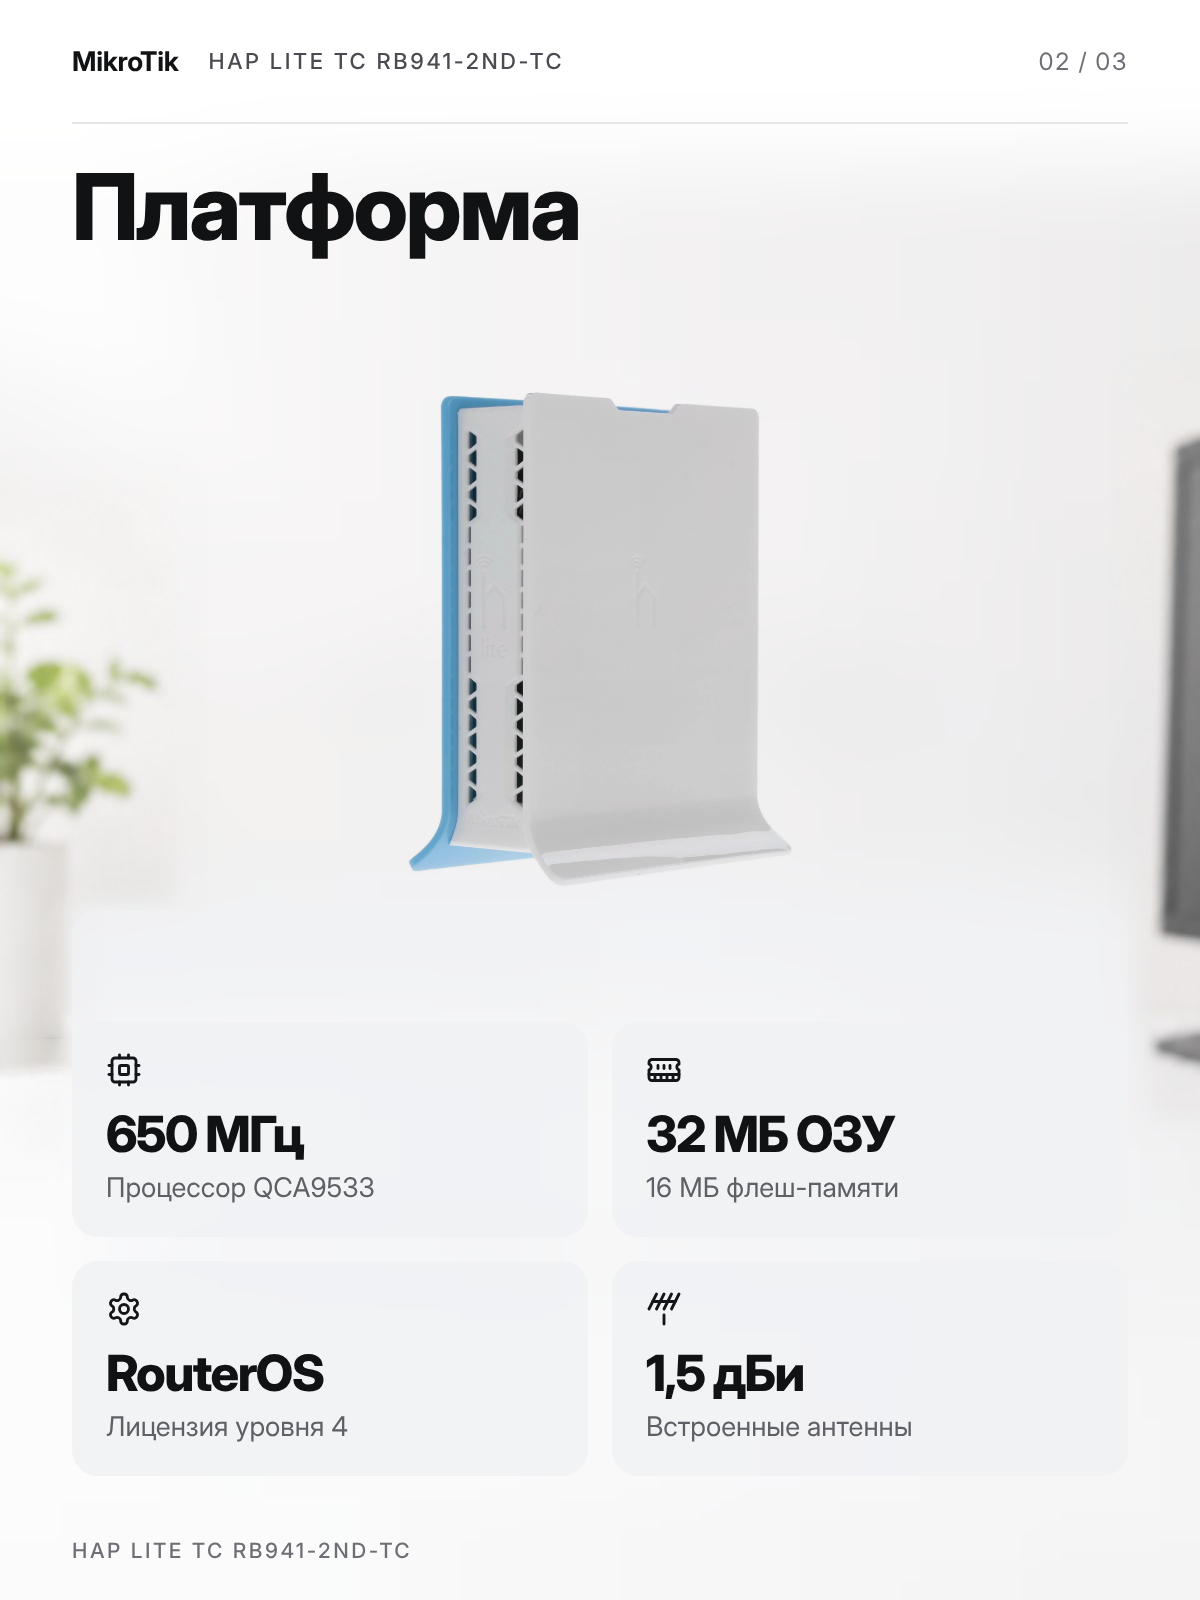 MikroTik HAP LITE TC RB941-2ND-TC 02 / 03
Платформа
lite
650 МГц
Процессор QCA9533
32 МБ ОЗУ
16 МБ флеш-памяти
RouterOS
Лицензия уровня 4
1,5 дБи
Встроенные антенны
HAP LITE TC RB941-2ND-TC